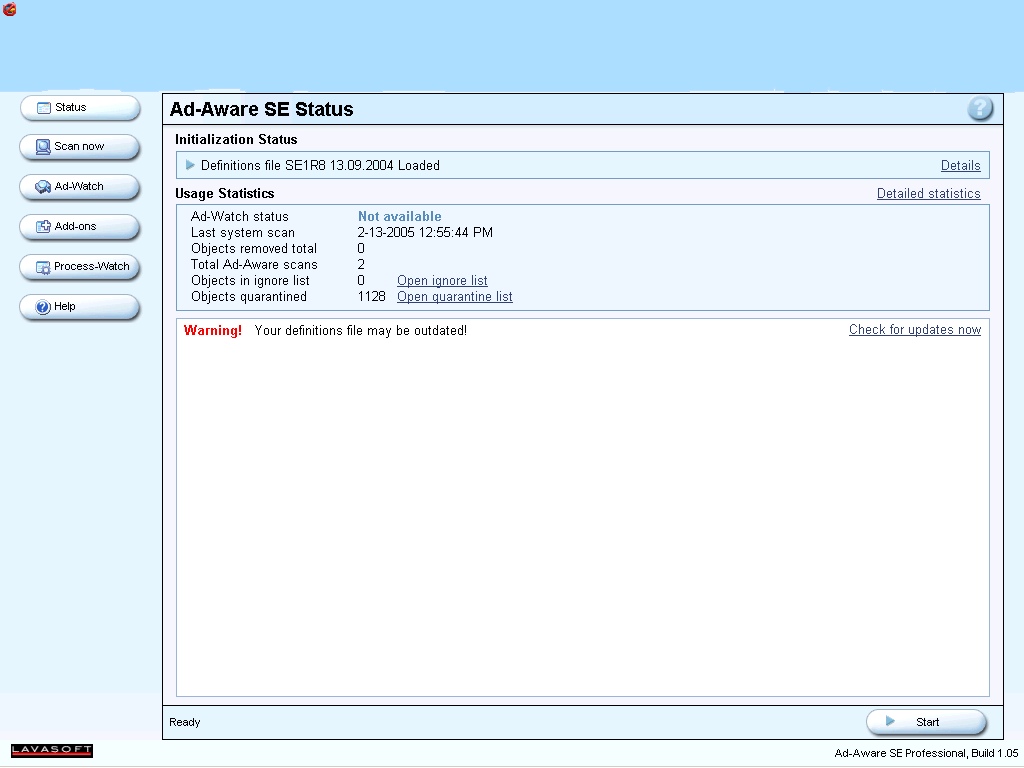 Status
Scan now
Ad-Watch
Add-ons
Process-Watch
Help
Ad-Aware SE Status
?
Initialization Status
Definitions file SE1R8 13.09.2004 Loaded Details
Usage Statistics Detailed statistics
Ad-Watch status Not available
Last system scan 2-13-2005 12:55:44 PM
Objects removed total 0
Total Ad-Aware scans 2
Objects in ignore list 0 Open ignore list
Objects quarantined 1128 Open quarantine list
Warning! Your definitions file may be outdated! Check for updates now
Ready Start
LAVASOFT
Ad-Aware SE Professional, Build 1.05